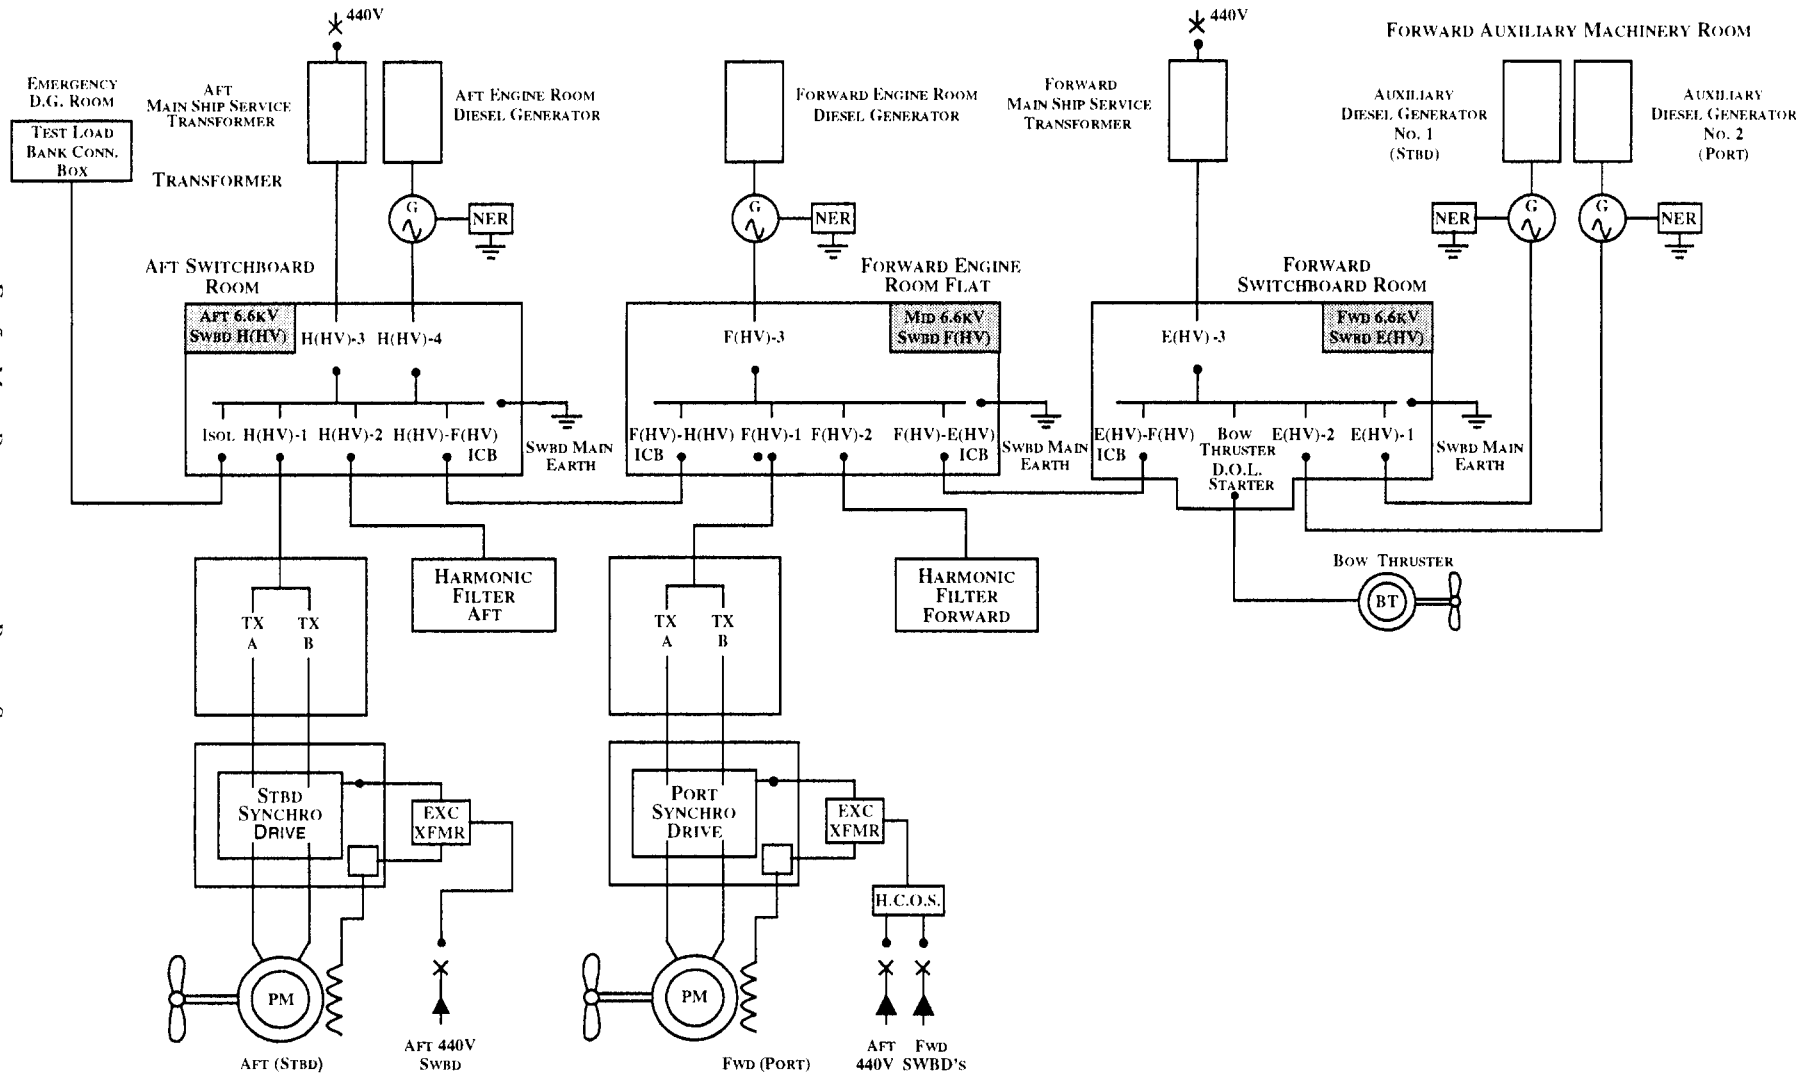 440V
440V
FORWARD AUXILIARY MACHINERY ROOM
EMERGENCY
D.G. ROOM
TEST LOAD
BANK CONN.
BOX
AFT
MAIN SHIP SERVICE
TRANSFORMER
TRANSFORMER
AFT ENGINE ROOM
DIESEL GENERATOR
FORWARD ENGINE ROOM
DIESEL GENERATOR
FORWARD
MAIN SHIP SERVICE
TRANSFORMER
AUXILIARY
DIESEL GENERATOR
NO. 1
(STBD)
AUXILIARY
DIESEL GENERATOR
NO. 2
(PORT)
G
NER
G
NER
NER
G
G
NER
AFT SWITCHBOARD
ROOM
FORWARD ENGINE
ROOM FLAT
FORWARD
SWITCHBOARD ROOM
AFT 6.6KV
SWBD H(HV)
H(HV)-3
H(HV)-4
F(HV)-3
MID 6.6KV
SWBD F(HV)
E(HV)-3
FWD 6.6KV
SWBD E(HV)
ISOL
H(HV)-1
H(HV)-2
H(HV)-F(HV)
ICB
SWBD MAIN
EARTH
F(HV)-H(HV)
ICB
F(HV)-1
F(HV)-2
F(HV)-E(HV)
ICB
SWBD MAIN
EARTH
E(HV)-F(HV)
ICB
BOW
THRUSTER
D.O.L.
STARTER
E(HV)-2
E(HV)-1
SWBD MAIN
EARTH
HARMONIC
FILTER
AFT
HARMONIC
FILTER
FORWARD
BOW THRUSTER
BT
TX
A
TX
B
TX
A
TX
B
STBD
SYNCHRO
DRIVE
EXC
XFMR
PORT
SYNCHRO
DRIVE
EXC
XFMR
H.C.O.S.
PM
PM
AFT (STBD)
AFT 440V
SWBD
FWD (PORT)
AFT FWD
440V SWBD'S